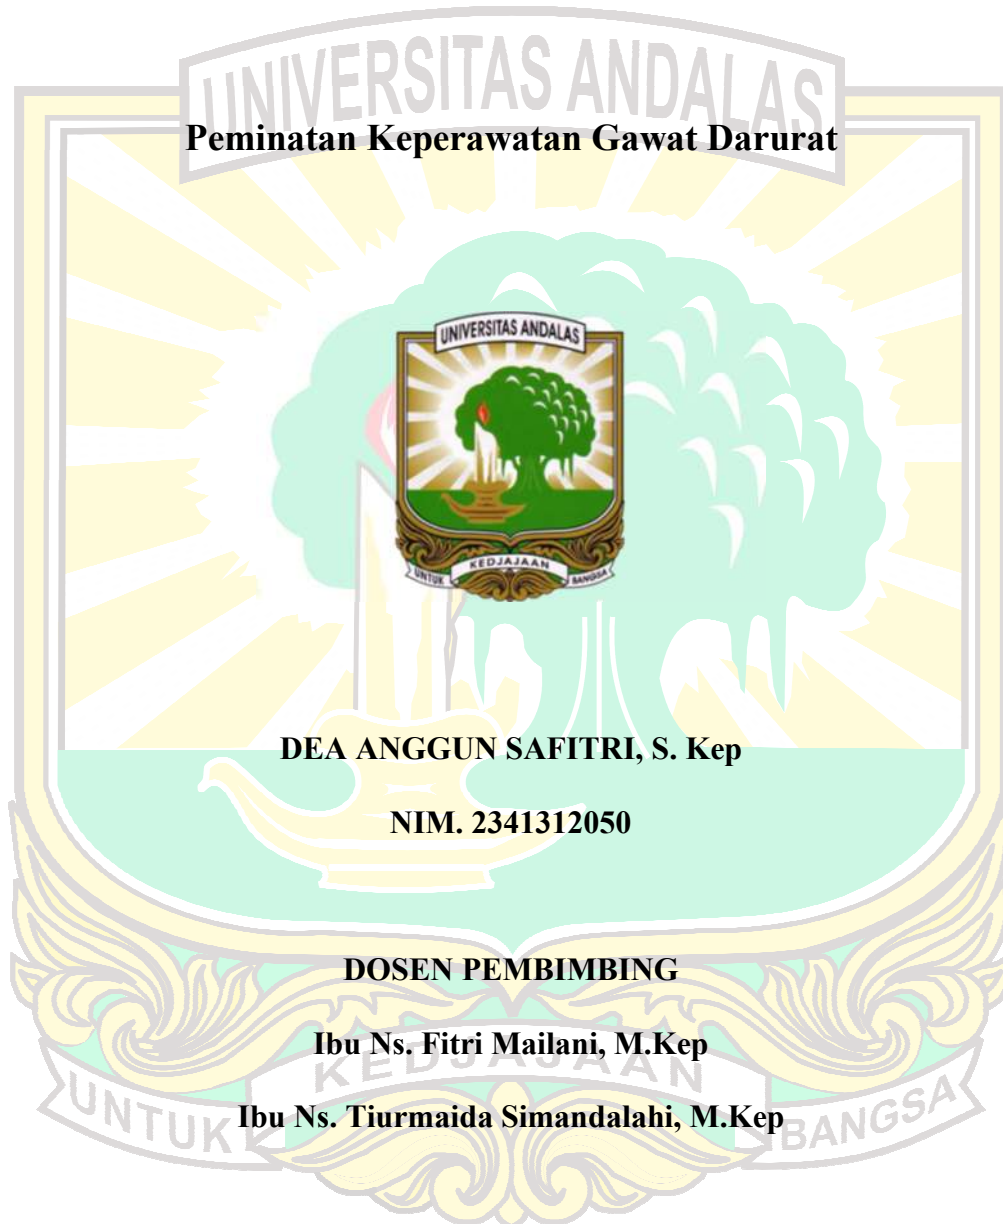 UNIVERSITAS ANDALAS
Peminatan Keperawatan Gawat Darurat
UNIVERSITAS ANDALAS
UNTUK KEDJAJAAN BANGSA
DEA ANGGUN SAFITRI, S. Kep
NIM. 2341312050
DOSEN PEMBIMBING
Ibu Ns. Fitri Mailani, M.Kep
Ibu Ns. Tiurmaida Simandalahi, M.Kep
UNTUK KEDJAJAAN BANGSA